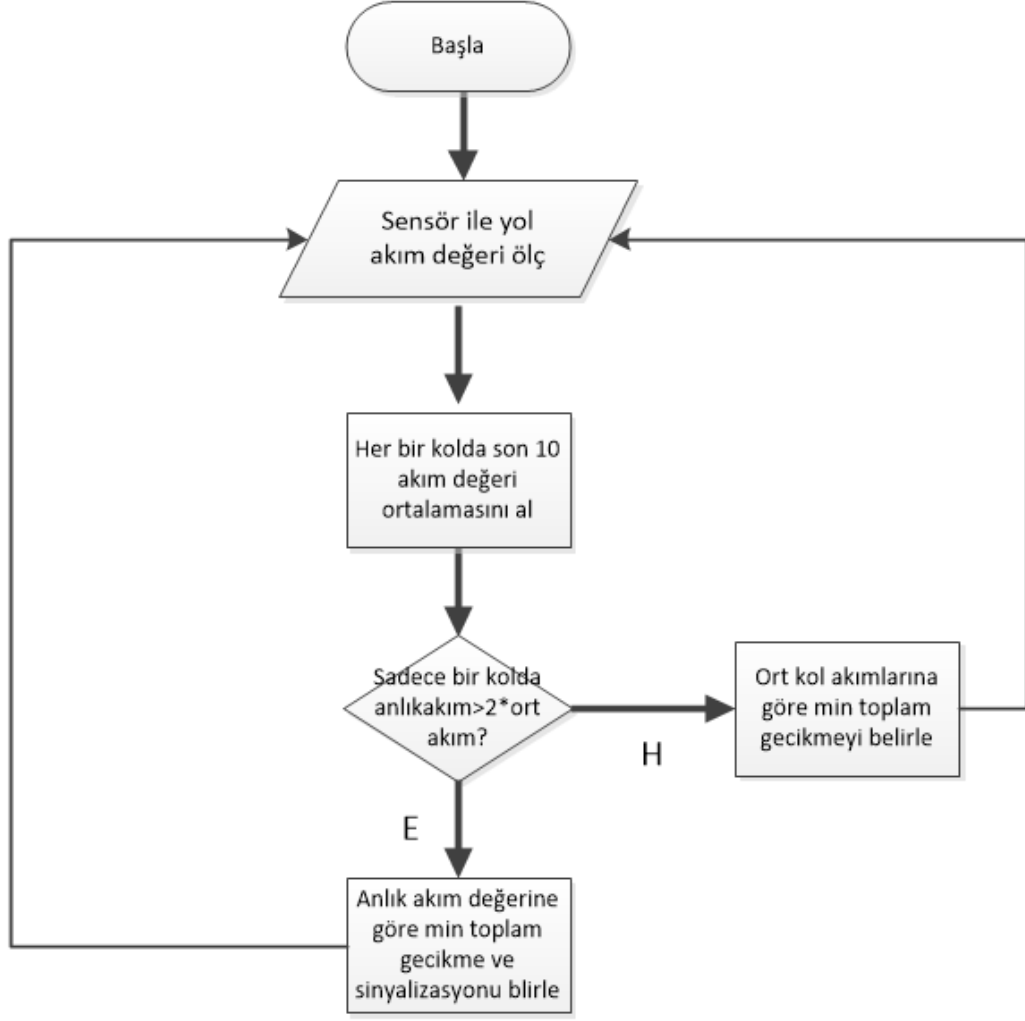 Başla
Sensör ile yol
akım değeri ölç
Her bir kolda son 10
akım değeri
ortalamasını al
Sadece bir kolda
anlıkakım>2*ort
akım?
H
Ort kol akımlarına
göre min toplam
gecikmeyi belirle
E
Anlık akım değerine
göre min toplam
gecikme ve
sinyalizasyonu blirle